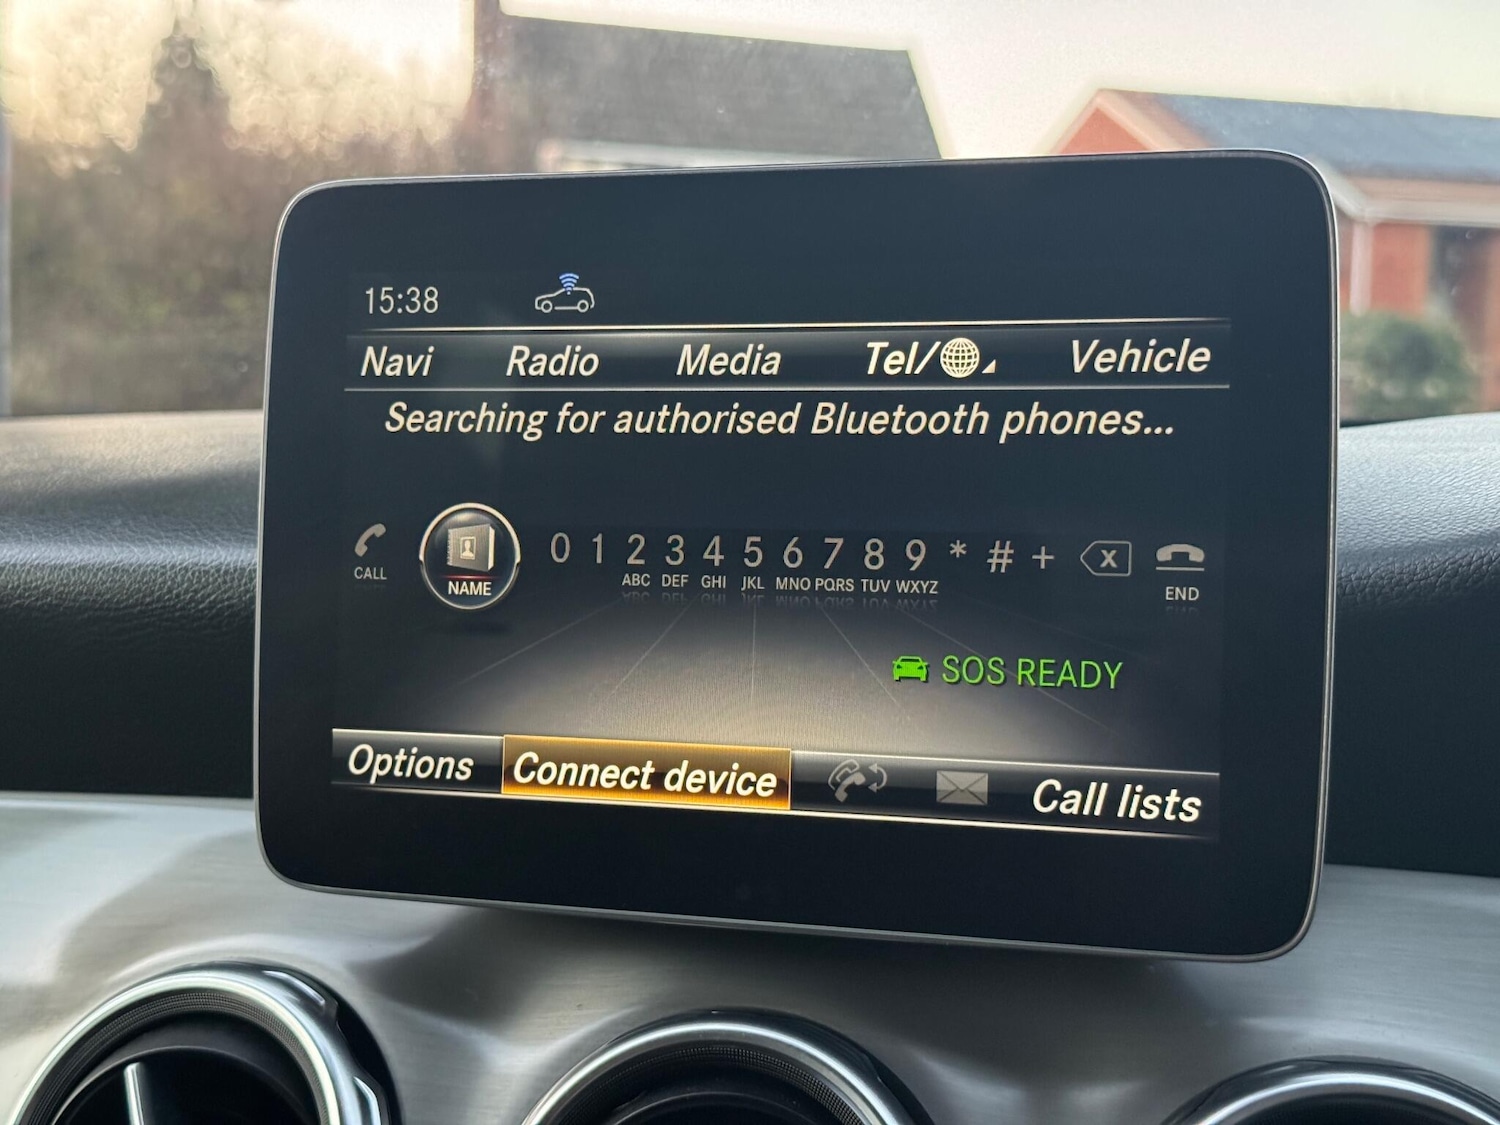 15:38
Navi Radio Media Tel/ Vehicle
Searching for authorised Bluetooth phones...
CALL NAME 0 1 2 3 4 5 6 7 8 9 * # + X END
ABC DEF GHI JKL MNO PQRS TUV WXYZ
SOS READY
Options Connect device Call lists